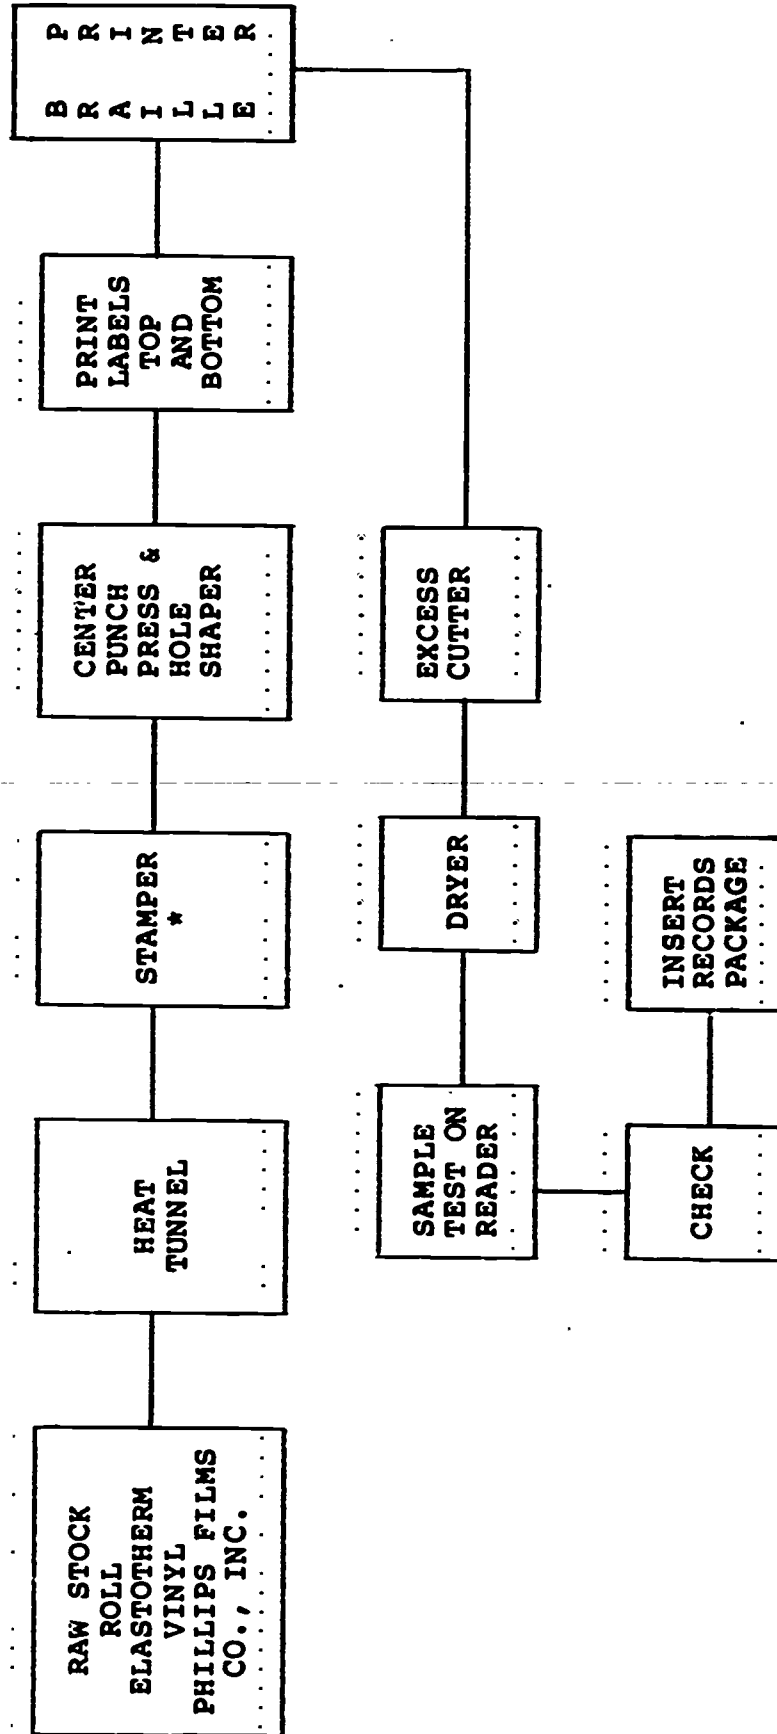 RAW STOCK
ROLL
ELASTOTHERM
VINYL
PHILLIPS FILMS
CO., INC.
HEAT
TUNNEL
STAMPER
*
CENTER
PUNCH
PRESS &
HOLE
SHAPER
PRINT
LABELS
TOP
AND
BOTTOM
BRAILLE
PRINTER
EXCESS
CUTTER
DRYER
SAMPLE
TEST ON
READER
CHECK
INSERT
RECORDS
PACKAGE